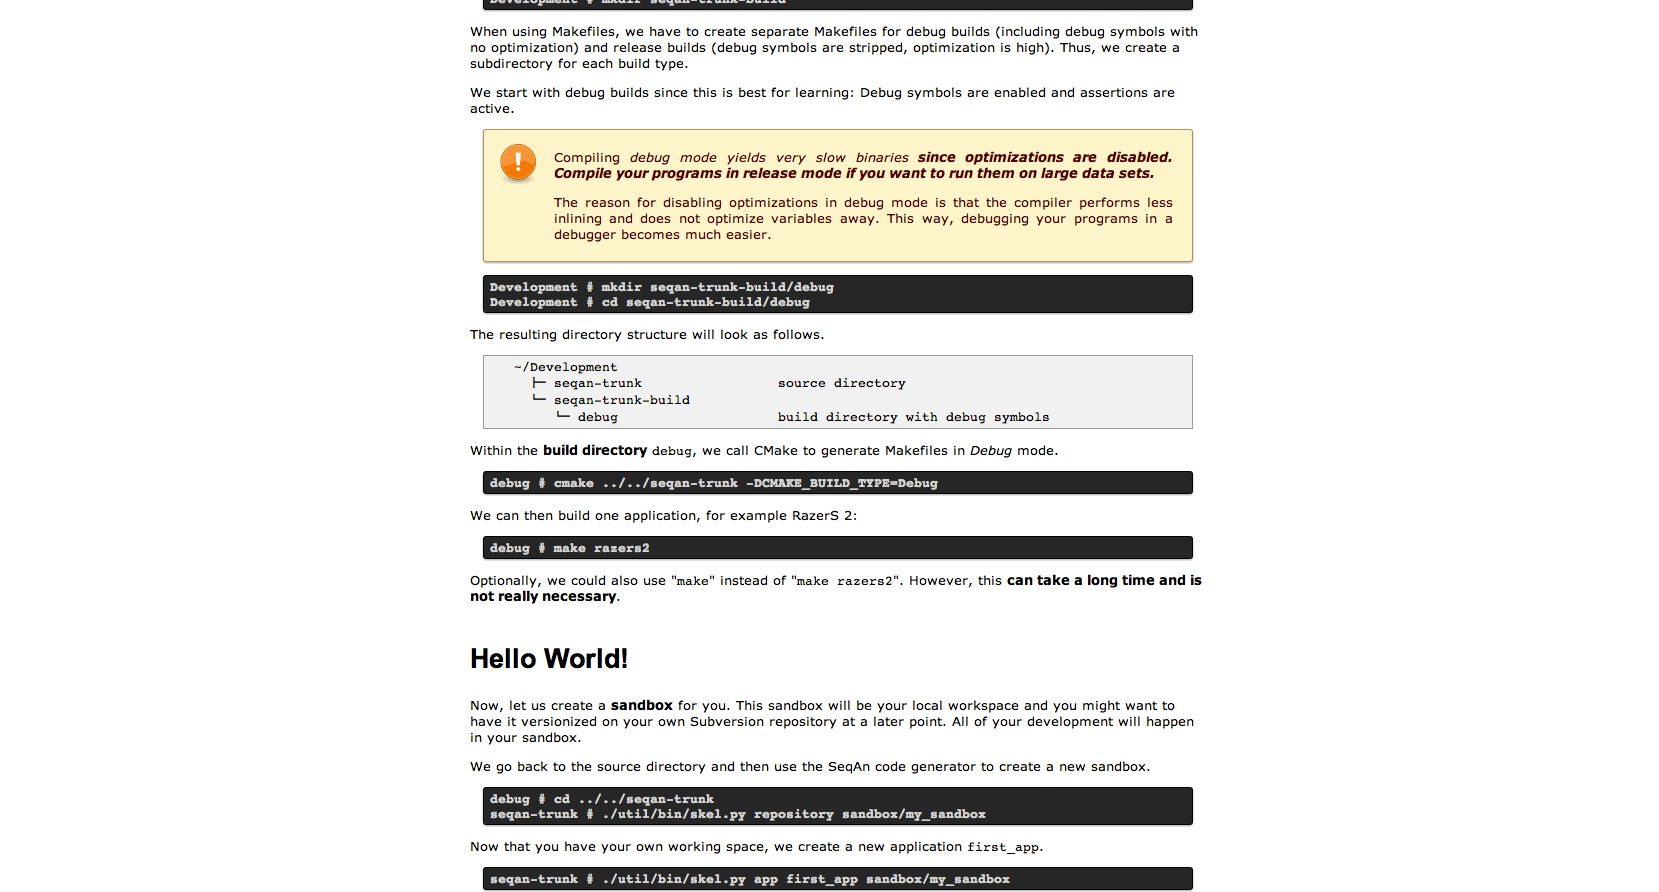 Development # mkdir seqan-trunk-build
When using Makefiles, we have to create separate Makefiles for debug builds (including debug symbols with
no optimization) and release builds (debug symbols are stripped, optimization is high). Thus, we create a
subdirectory for each build type.
We start with debug builds since this is best for learning: Debug symbols are enabled and assertions are
active.
Compiling debug mode yields very slow binaries since optimizations are disabled.
Compile your programs in release mode if you want to run them on large data sets.
The reason for disabling optimizations in debug mode is that the compiler performs less
inlining and does not optimize variables away. This way, debugging your programs in a
debugger becomes much easier.
Development # mkdir seqan-trunk-build/debug
Development # cd seqan-trunk-build/debug
The resulting directory structure will look as follows.
~/Development
├─ seqan-trunk source directory
└─ seqan-trunk-build
└─ debug build directory with debug symbols
Within the build directory debug, we call CMake to generate Makefiles in Debug mode.
debug # cmake ../../seqan-trunk -DCMAKE_BUILD_TYPE=Debug
We can then build one application, for example RazerS 2:
debug # make razers2
Optionally, we could also use "make" instead of "make razers2". However, this can take a long time and is
not really necessary.
Hello World!
Now, let us create a sandbox for you. This sandbox will be your local workspace and you might want to
have it versionized on your own Subversion repository at a later point. All of your development will happen
in your sandbox.
We go back to the source directory and then use the SeqAn code generator to create a new sandbox.
debug # cd ../../seqan-trunk
seqan-trunk # ./util/bin/skel.py repository sandbox/my_sandbox
Now that you have your own working space, we create a new application first_app.
seqan-trunk # ./util/bin/skel.py app first_app sandbox/my_sandbox